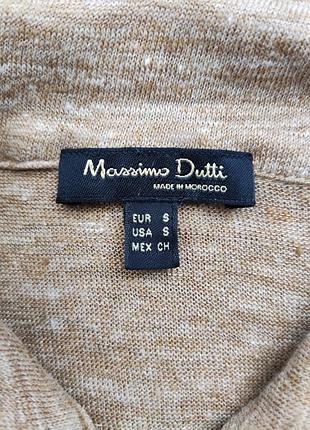 Massimo Dutti
MADE IN MOROCCO
EUR S
USA S
MEX CH